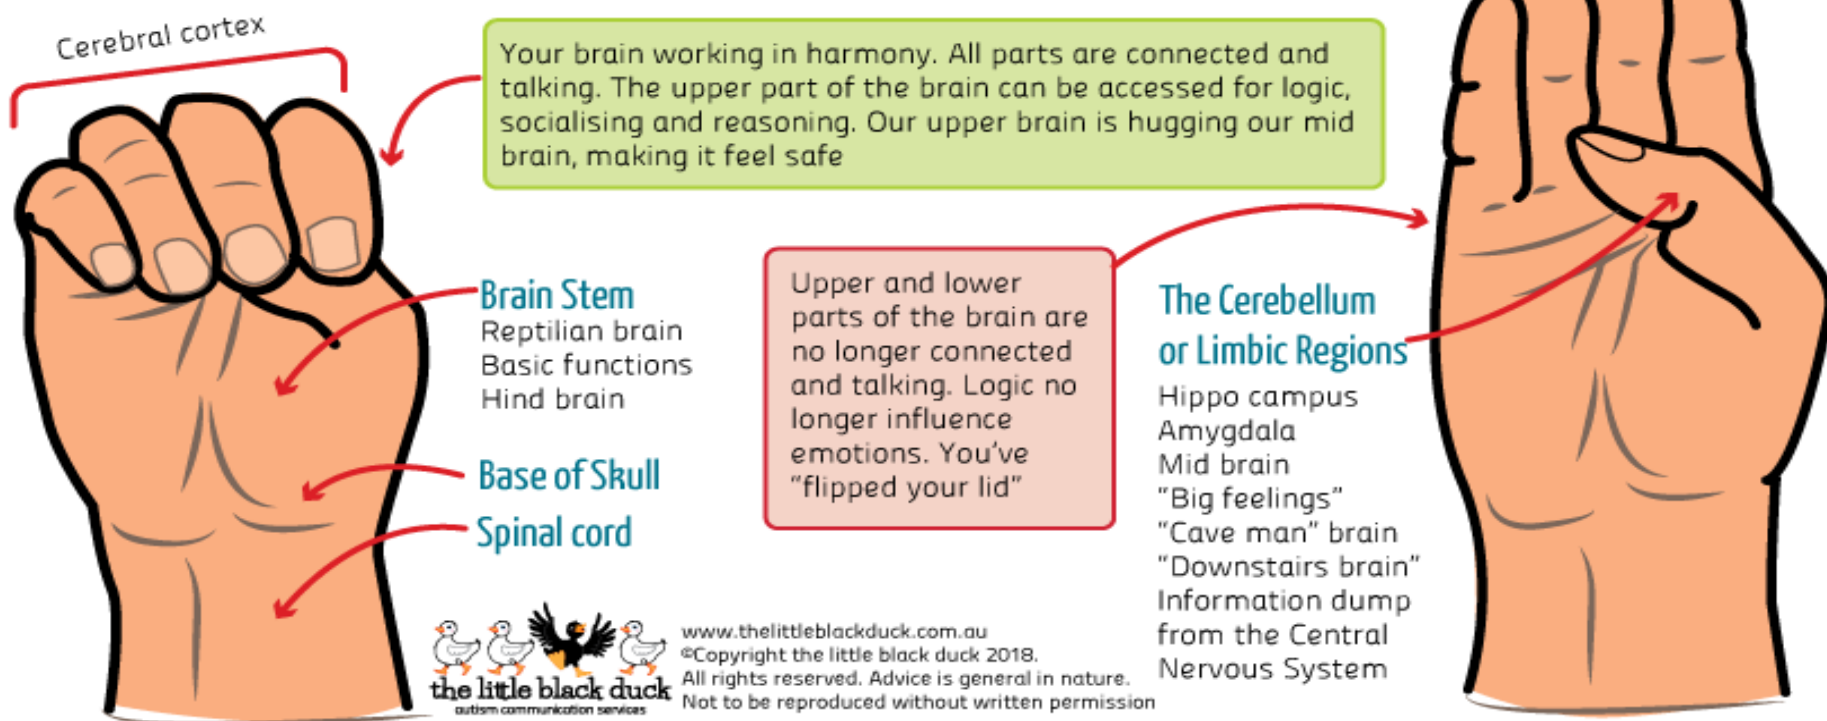 Cerebral cortex
Your brain working in harmony. All parts are connected and
talking. The upper part of the brain can be accessed for logic,
socialising and reasoning. Our upper brain is hugging our mid
brain, making it feel safe
Brain Stem
Reptilian brain
Basic functions
Hind brain
Base of Skull
Spinal cord
Upper and lower
parts of the brain are
no longer connected
and talking. Logic no
longer influence
emotions. You've
"flipped your lid"
The Cerebellum
or Limbic Regions
Hippo campus
Amygdala
Mid brain
"Big feelings"
"Cave man" brain
"Downstairs brain"
Information dump
from the Central
Nervous System
the little black duck
autism communication services
www.thelittleblackduck.com.au
©Copyright the little black duck 2018.
All rights reserved. Advice is general in nature.
Not to be reproduced without written permission